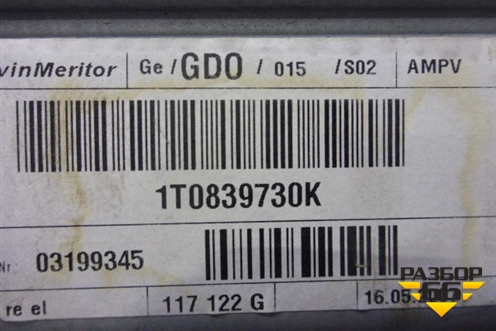 vinMeritor Ge / GDO / 015 / S02 AMPV
1T0839730K
Nr: 03199345
re el 117 122 G 16.05.
РАЗБОР
66